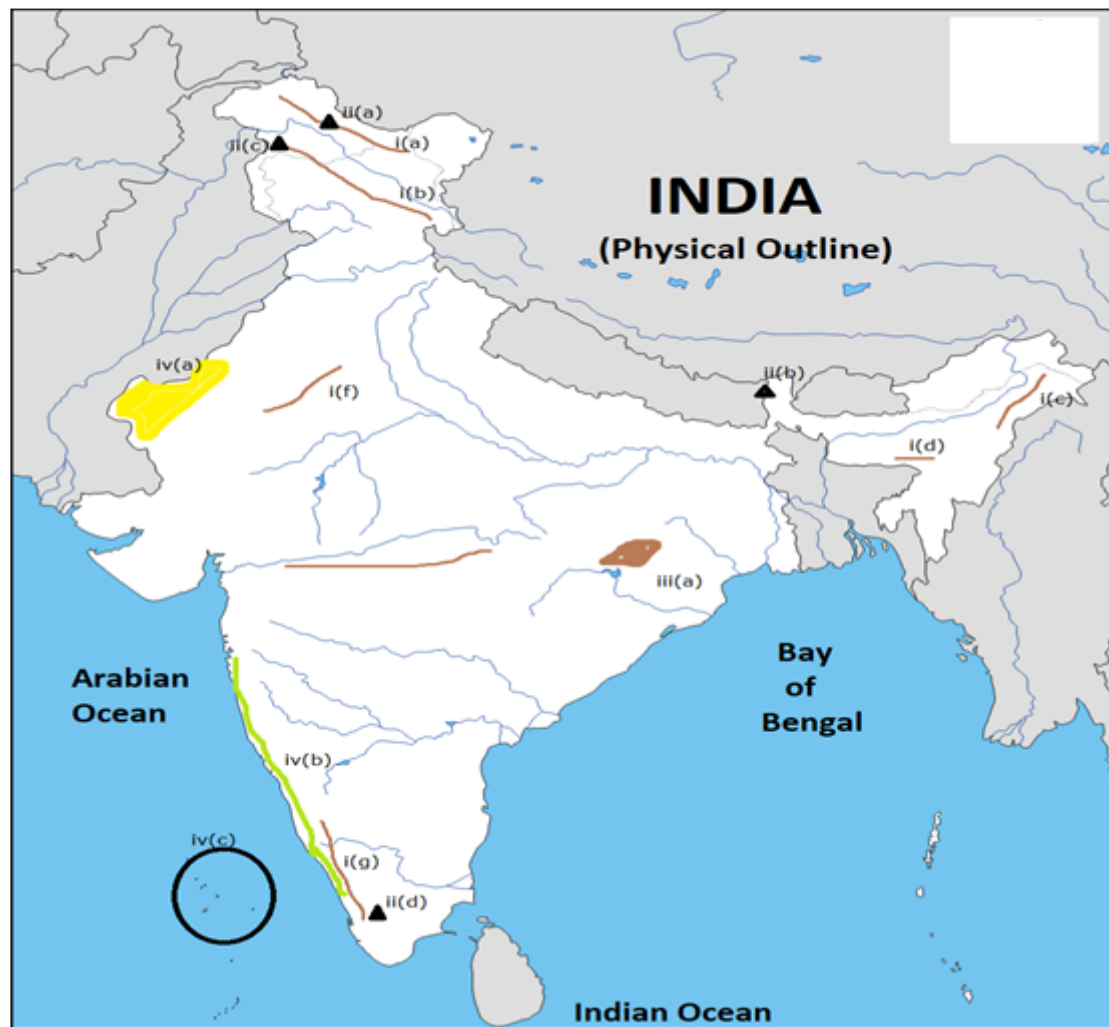 ii(a)
ii(c)
i(a)
i(b)
INDIA
(Physical Outline)
iv(a)
i(f)
ii(b)
i(c)
i(d)
iii(a)
Arabian
Ocean
Bay
of
Bengal
iv(b)
iv(c)
i(g)
ii(d)
Indian Ocean